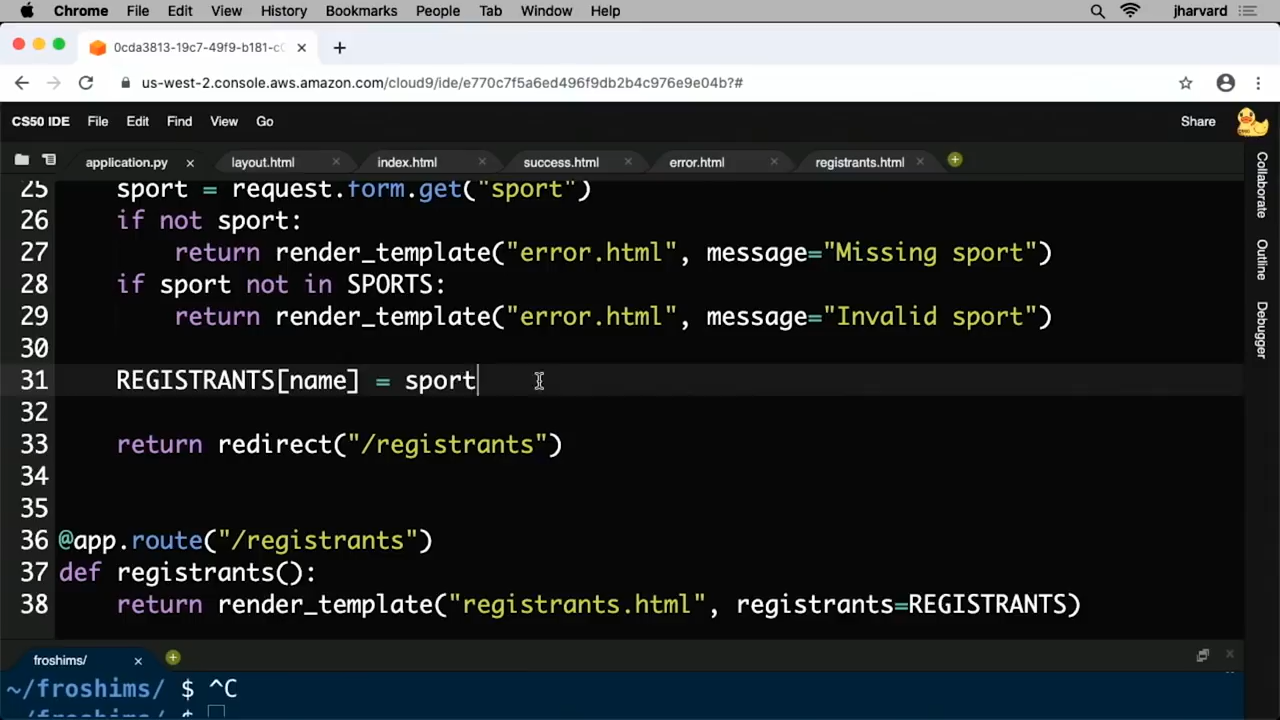 Chrome File Edit View History Bookmarks People Tab Window Help jharvard
0cda3813-19c7-49f9-b181-c
us-west-2.console.aws.amazon.com/cloud9/ide/e770c7f5a6ed496f9db2b4c976e9e04b?#
CS50 IDE File Edit Find View Go Share
application.py layout.html index.html success.html error.html registrants.html
Collaborate
Outline
Debugger
25 sport = request.form.get("sport")
26 if not sport:
27 return render_template("error.html", message="Missing sport")
28 if sport not in SPORTS:
29 return render_template("error.html", message="Invalid sport")
30
31 REGISTRANTS[name] = sport
32
33 return redirect("/registrants")
34
35
36 @app.route("/registrants")
37 def registrants():
38 return render_template("registrants.html", registrants=REGISTRANTS)
froshims/
~/froshims/ $ ^C
~/froshims/ $